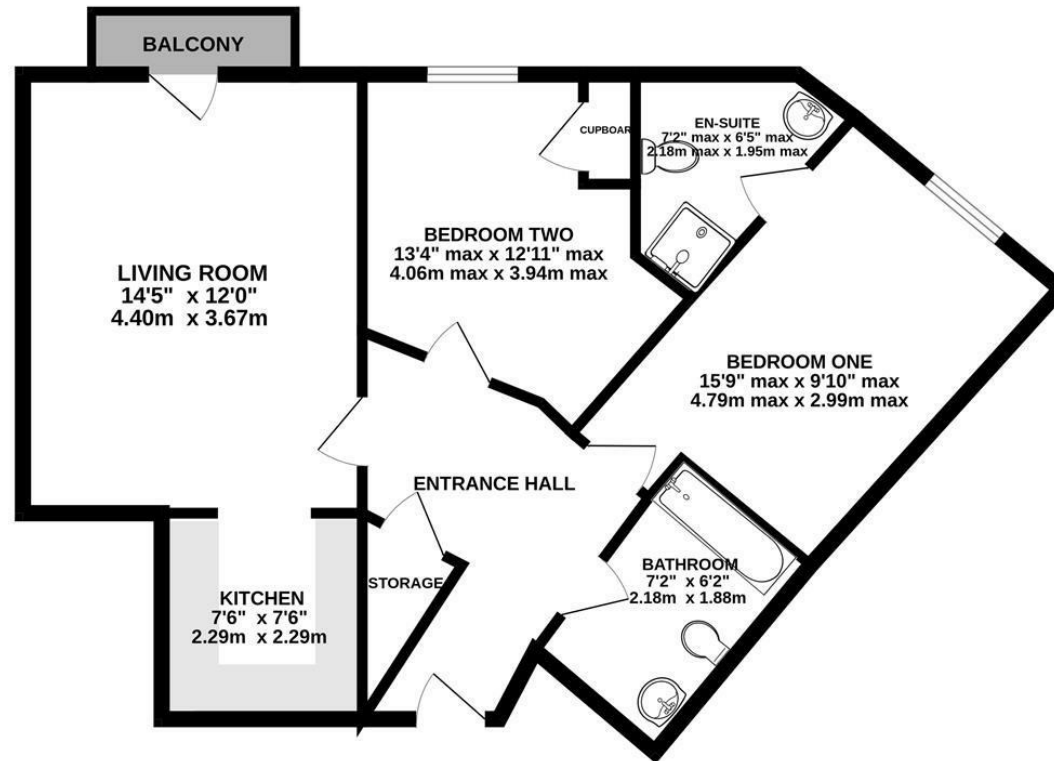 BALCONY
CUPBOAR
EN-SUITE
7'2" max x 6'5" max
2.18m max x 1.95m max
BEDROOM TWO
13'4" max x 12'11" max
4.06m max x 3.94m max
LIVING ROOM
14'5" x 12'0"
4.40m x 3.67m
BEDROOM ONE
15'9" max x 9'10" max
4.79m max x 2.99m max
ENTRANCE HALL
BATHROOM
7'2" x 6'2"
2.18m x 1.88m
STORAGE
KITCHEN
7'6" x 7'6"
2.29m x 2.29m